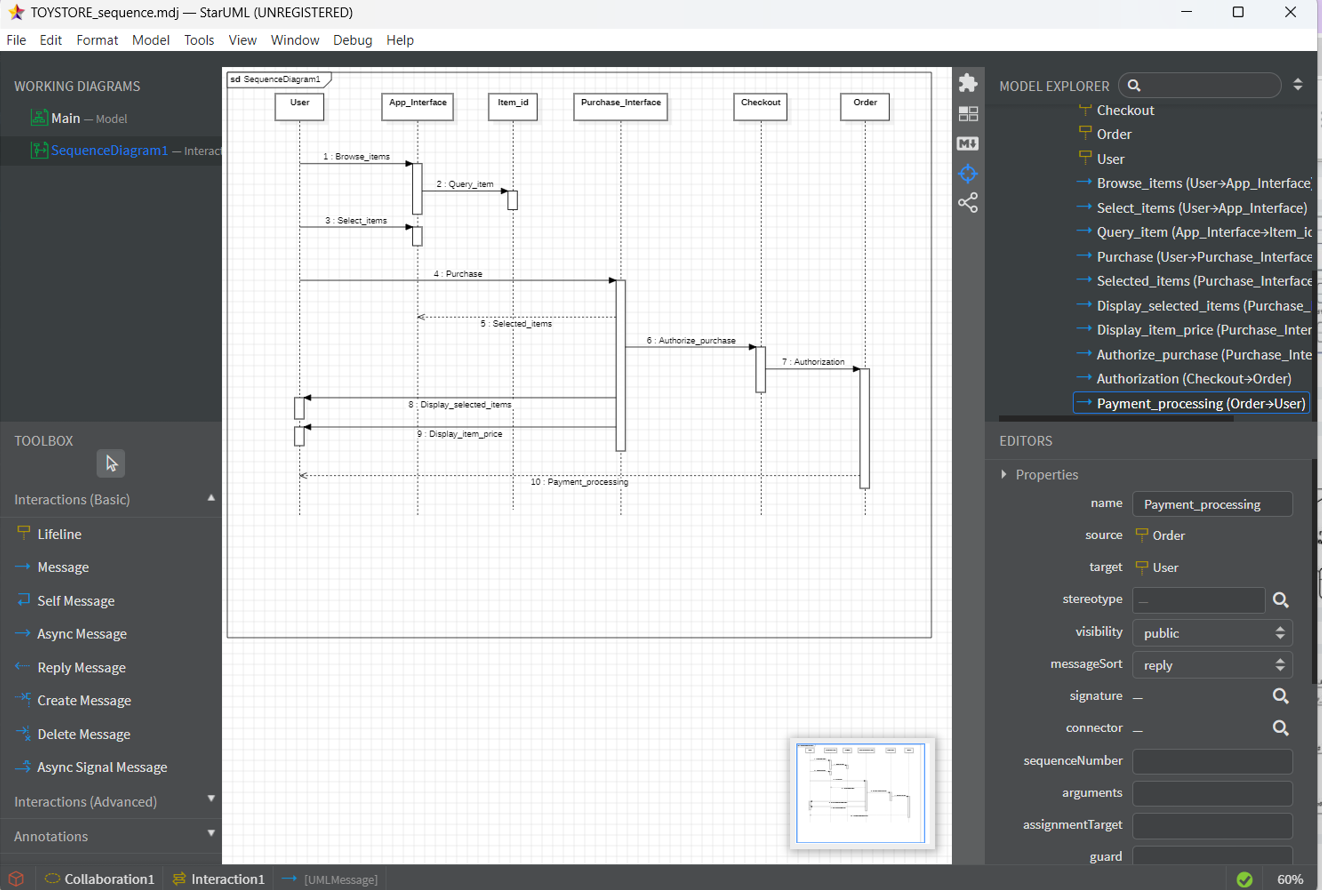 TOYSTORE_sequence.mdj — StarUML (UNREGISTERED)
File Edit Format Model Tools View Window Debug Help
WORKING DIAGRAMS
Main — Model
SequenceDiagram1 — Interact
TOOLBOX
Interactions (Basic)
Lifeline
Message
Self Message
Async Message
Reply Message
Create Message
Delete Message
Async Signal Message
Interactions (Advanced)
Annotations
sd SequenceDiagram1
User App_Interface Item_id Purchase_Interface Checkout Order
1 : Browse_items
2 : Query_item
3 : Select_items
4 : Purchase
5 : Selected_items
6 : Authorize_purchase
7 : Authorization
8 : Display_selected_items
9 : Display_item_price
10 : Payment_processing
MODEL EXPLORER
Checkout
Order
User
Browse_items (User→App_Interface)
Select_items (User→App_Interface)
Query_item (App_Interface→Item_id
Purchase (User→Purchase_Interface
Selected_items (Purchase_Interface
Display_selected_items (Purchase_
Display_item_price (Purchase_Inter
Authorize_purchase (Purchase_Inte
Authorization (Checkout→Order)
Payment_processing (Order→User)
EDITORS
Properties
name Payment_processing
source Order
target User
stereotype —
visibility public
messageSort reply
signature —
connector —
sequenceNumber
arguments
assignmentTarget
guard
Collaboration1 Interaction1 [UMLMessage] 60%